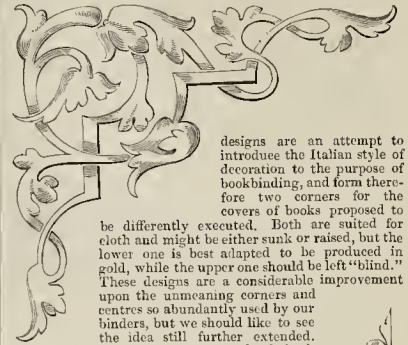 designs are an attempt to
introduce the Italian style of
decoration to the purpose of
bookbinding, and form there-
fore two corners for the
covers of books proposed to
be differently executed. Both are suited for
cloth and might be either sunk or raised, but the
lower one is best adapted to be produced in
gold, while the upper one should be left "blind."
These designs are a considerable improvement
upon the unmeaning corners and
centres so abundantly used by our
binders, but we should like to see
the idea still further extended.